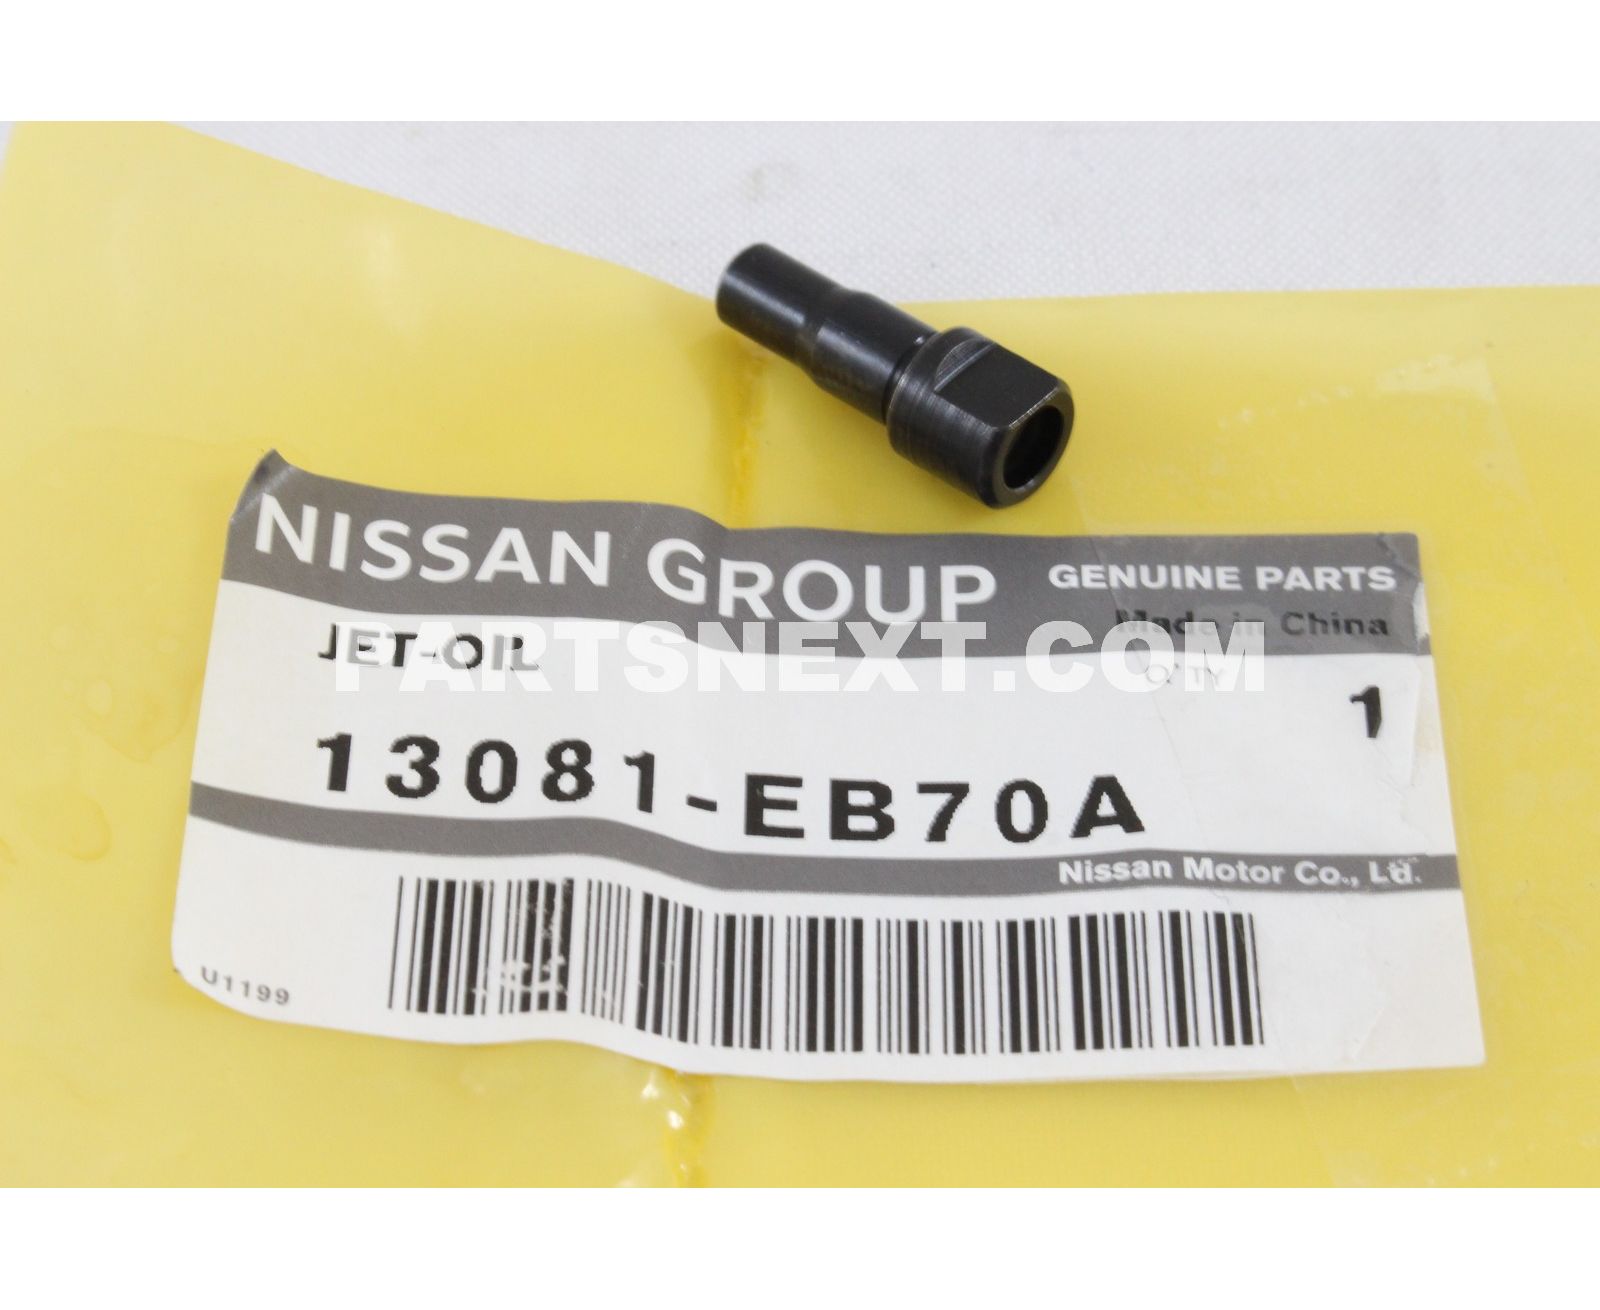 NISSAN GROUP GENUINE PARTS
Made in China
JET-OIL
PARTSNEXT.COM
Q'TY
1
13081-EB70A
Nissan Motor Co., Ltd.
U1199